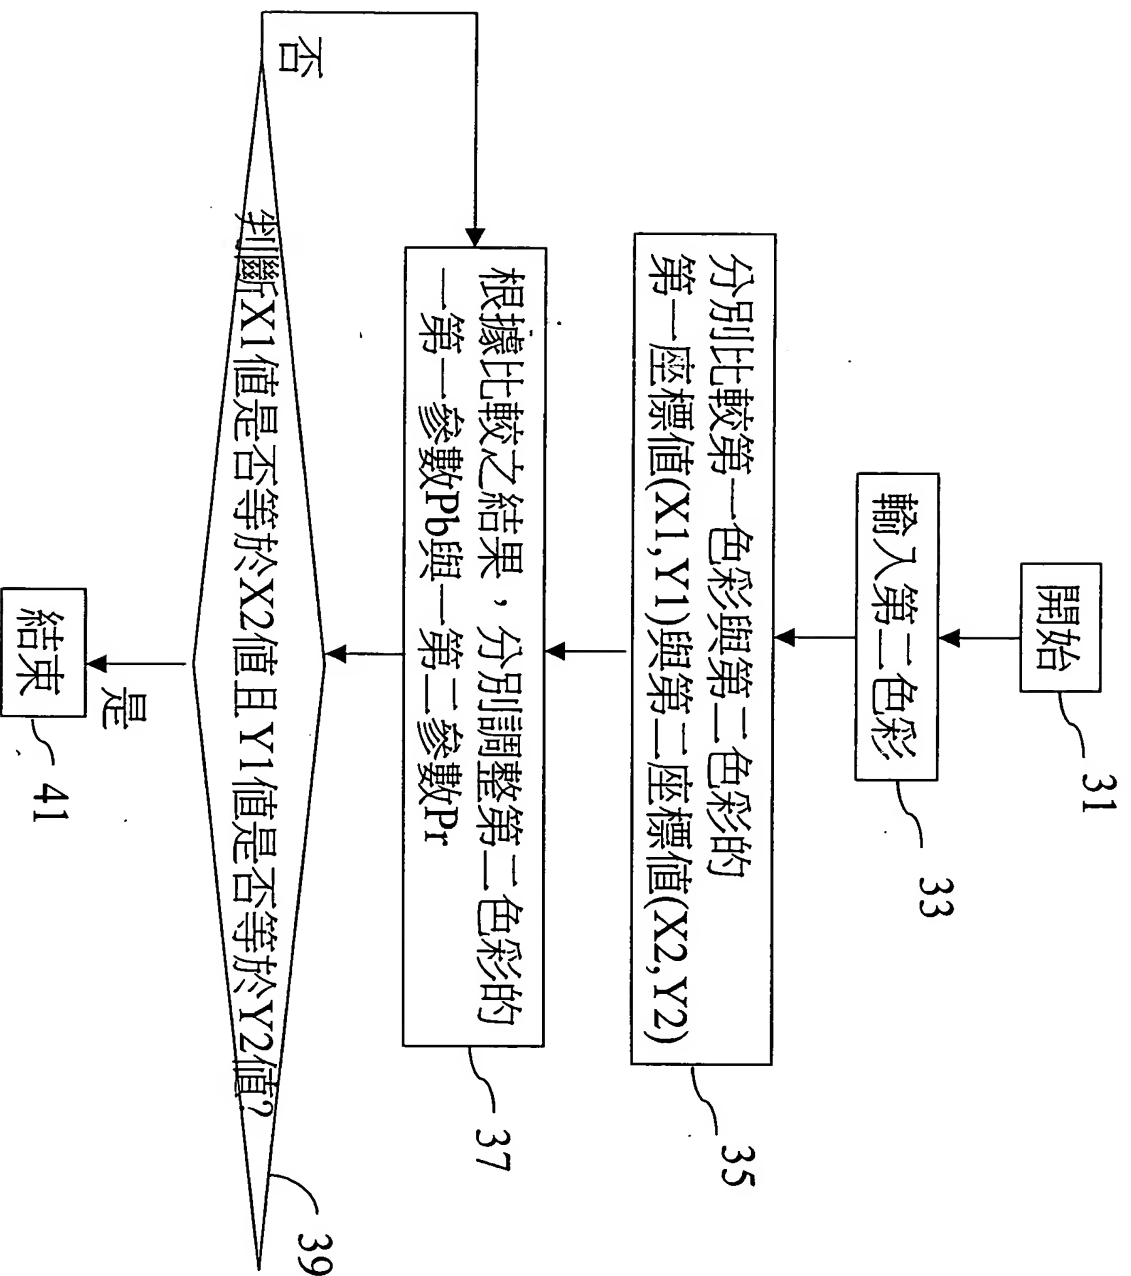 開始
31
輸入第二色彩
33
分別比較第一色彩與第二色彩的
第一座標值(X1,Y1)與第二座標值(X2,Y2)
35
根據比較之結果，分別調整第二色彩的
一第一參數Pb與一第二參數Pr
37
判斷X1值是否等於X2值且Y1值是否等於Y2值?
39
否
是
結束
41